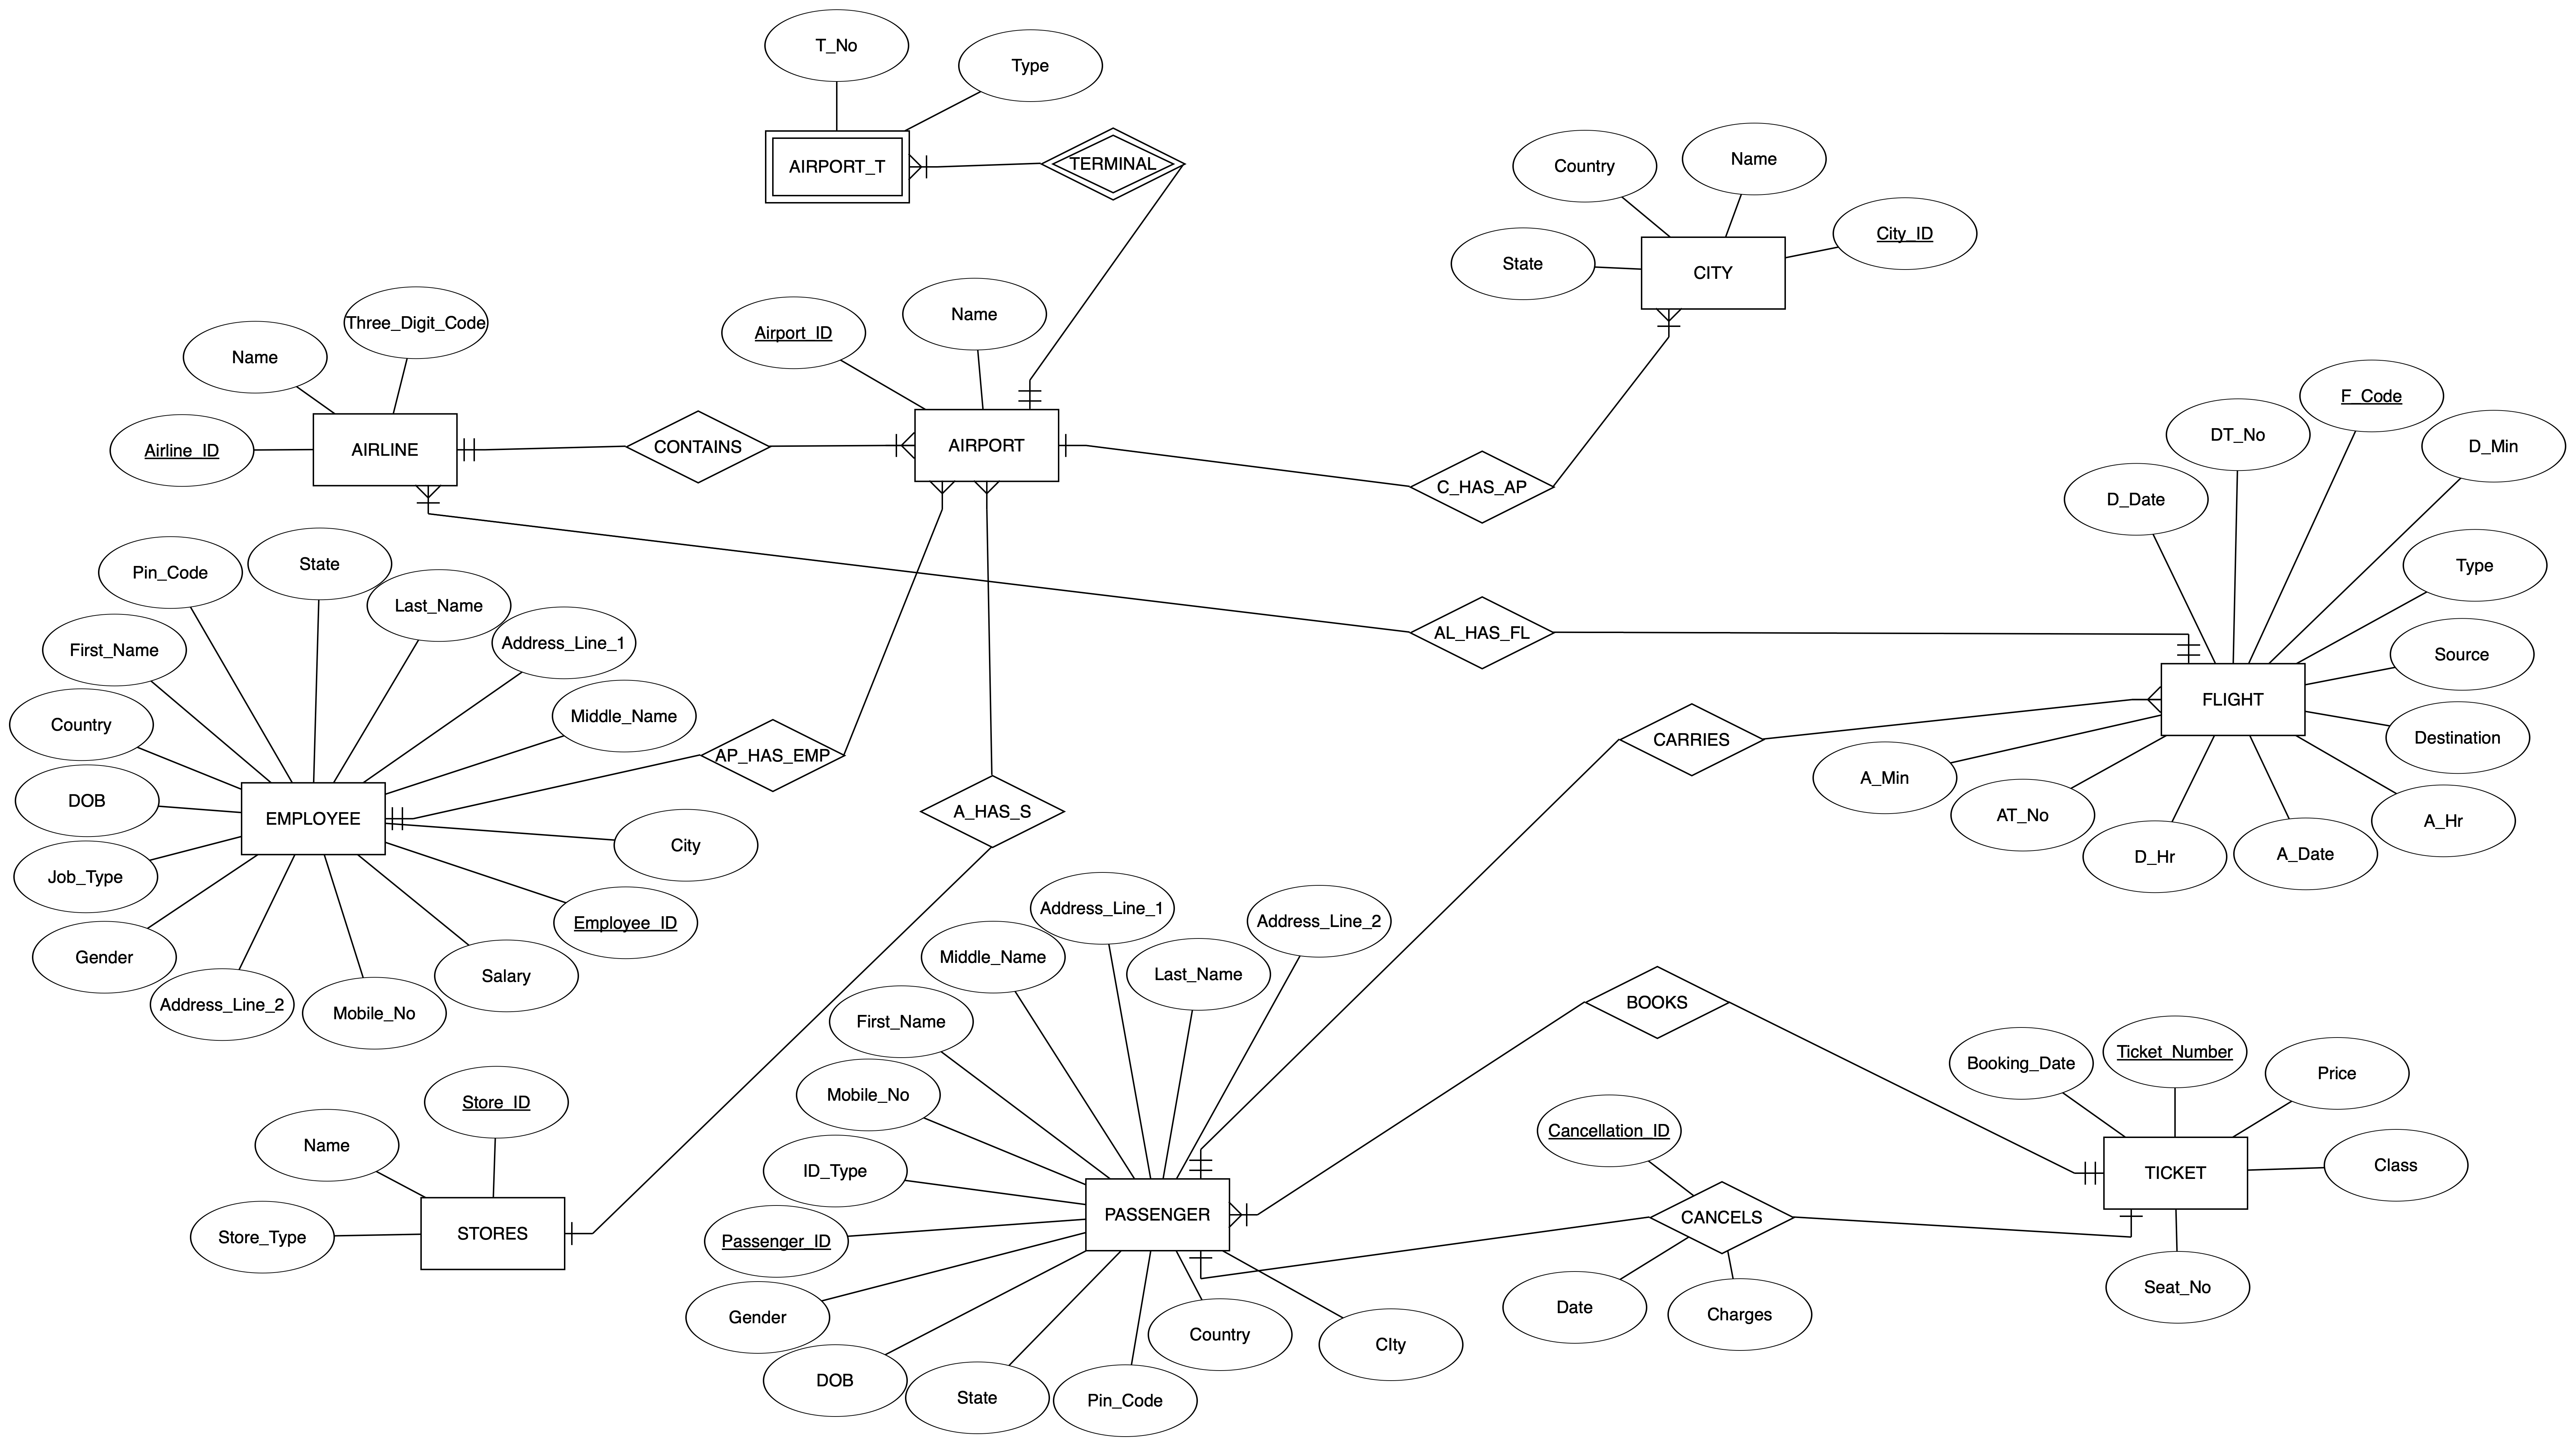 T_No
Type
AIRPORT_T
TERMINAL
Country
Name
City_ID
State
CITY
Three_Digit_Code
Name
Airline_ID
AIRLINE
CONTAINS
Airport_ID
Name
AIRPORT
C_HAS_AP
F_Code
DT_No
D_Min
D_Date
Type
Source
AL_HAS_FL
FLIGHT
Destination
CARRIES
A_Min
AT_No
D_Hr
A_Date
A_Hr
State
Pin_Code
Last_Name
First_Name
Address_Line_1
Country
Middle_Name
AP_HAS_EMP
DOB
EMPLOYEE
City
Job_Type
Employee_ID
Gender
Salary
Address_Line_2
Mobile_No
A_HAS_S
Address_Line_1
Address_Line_2
Middle_Name
Last_Name
First_Name
Mobile_No
ID_Type
Passenger_ID
PASSENGER
Gender
DOB
State
Pin_Code
Country
CIty
BOOKS
Ticket_Number
Booking_Date
Price
Class
TICKET
Seat_No
Cancellation_ID
CANCELS
Date
Charges
Store_ID
Name
Store_Type
STORES